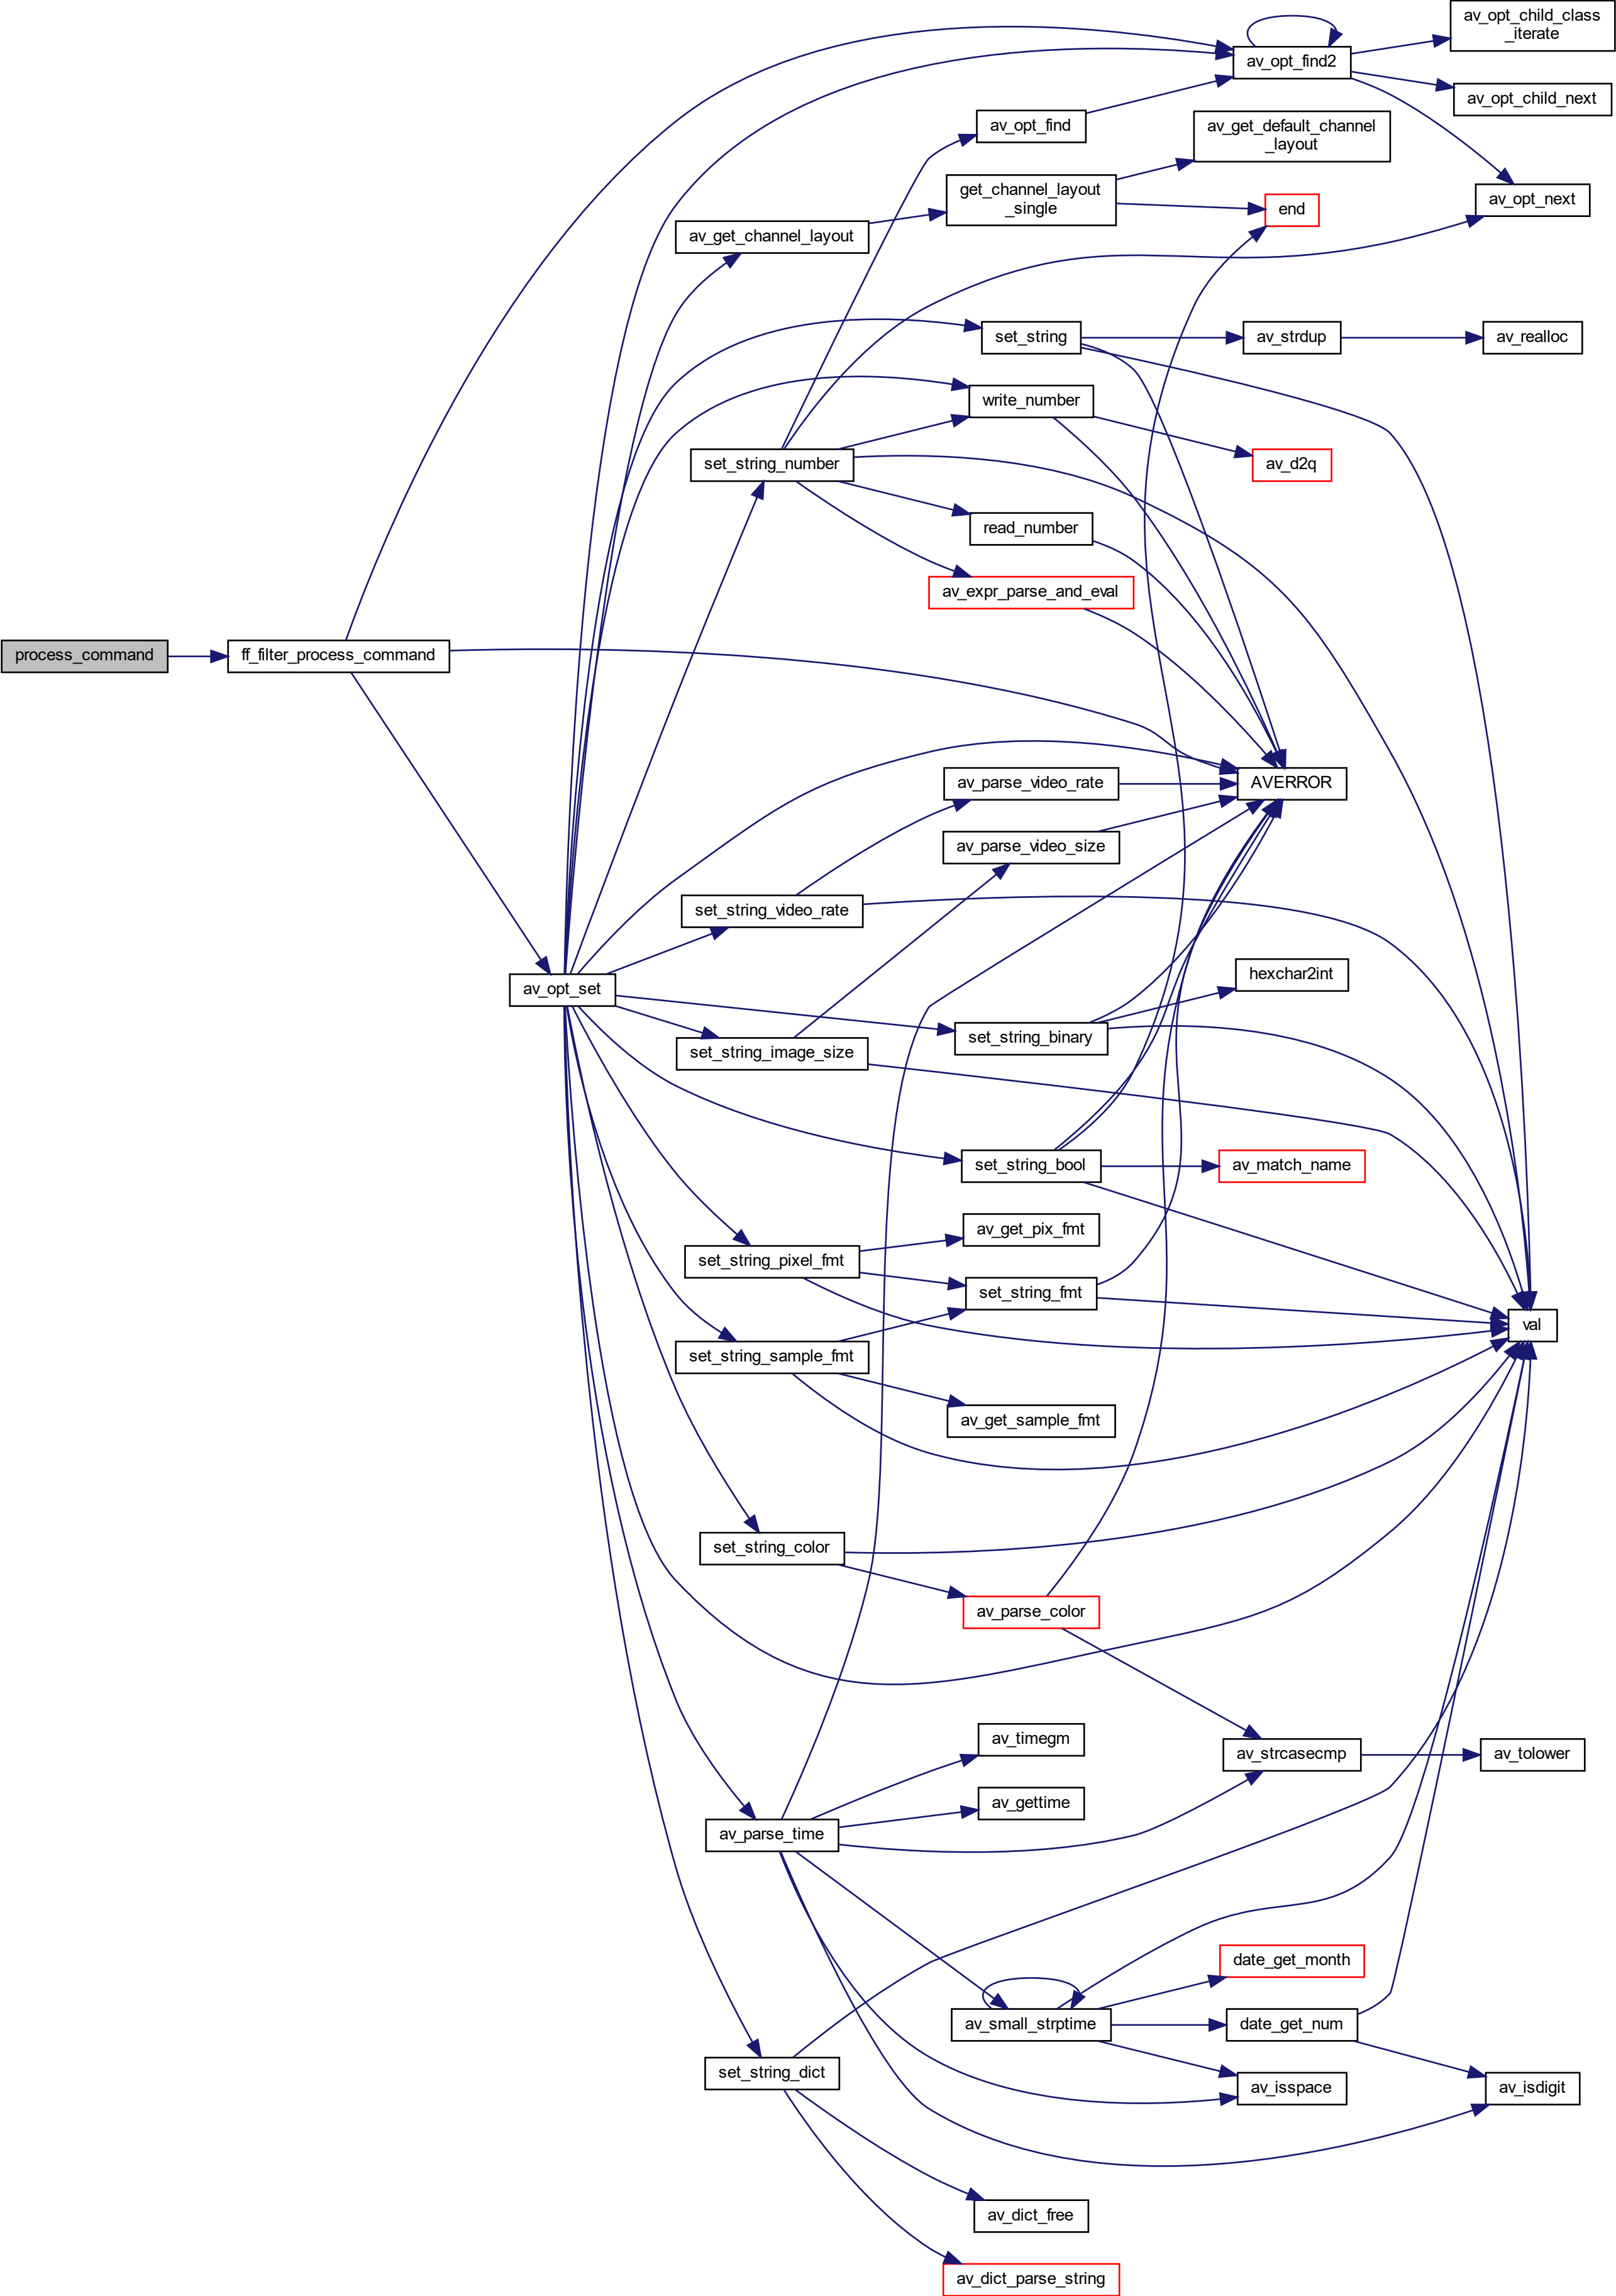 av_opt_child_class
_iterate
av_opt_find2
av_opt_child_next
av_opt_find
av_get_default_channel
_layout
get_channel_layout
_single
av_opt_next
end
av_get_channel_layout
set_string
av_strdup
av_realloc
write_number
set_string_number
av_d2q
read_number
av_expr_parse_and_eval
process_command
ff_filter_process_command
av_parse_video_rate
AVERROR
av_parse_video_size
set_string_video_rate
hexchar2int
av_opt_set
set_string_binary
set_string_image_size
set_string_bool
av_match_name
av_get_pix_fmt
set_string_pixel_fmt
set_string_fmt
val
set_string_sample_fmt
av_get_sample_fmt
set_string_color
av_parse_color
av_timegm
av_strcasecmp
av_tolower
av_gettime
av_parse_time
date_get_month
av_small_strptime
date_get_num
set_string_dict
av_isspace
av_isdigit
av_dict_free
av_dict_parse_string